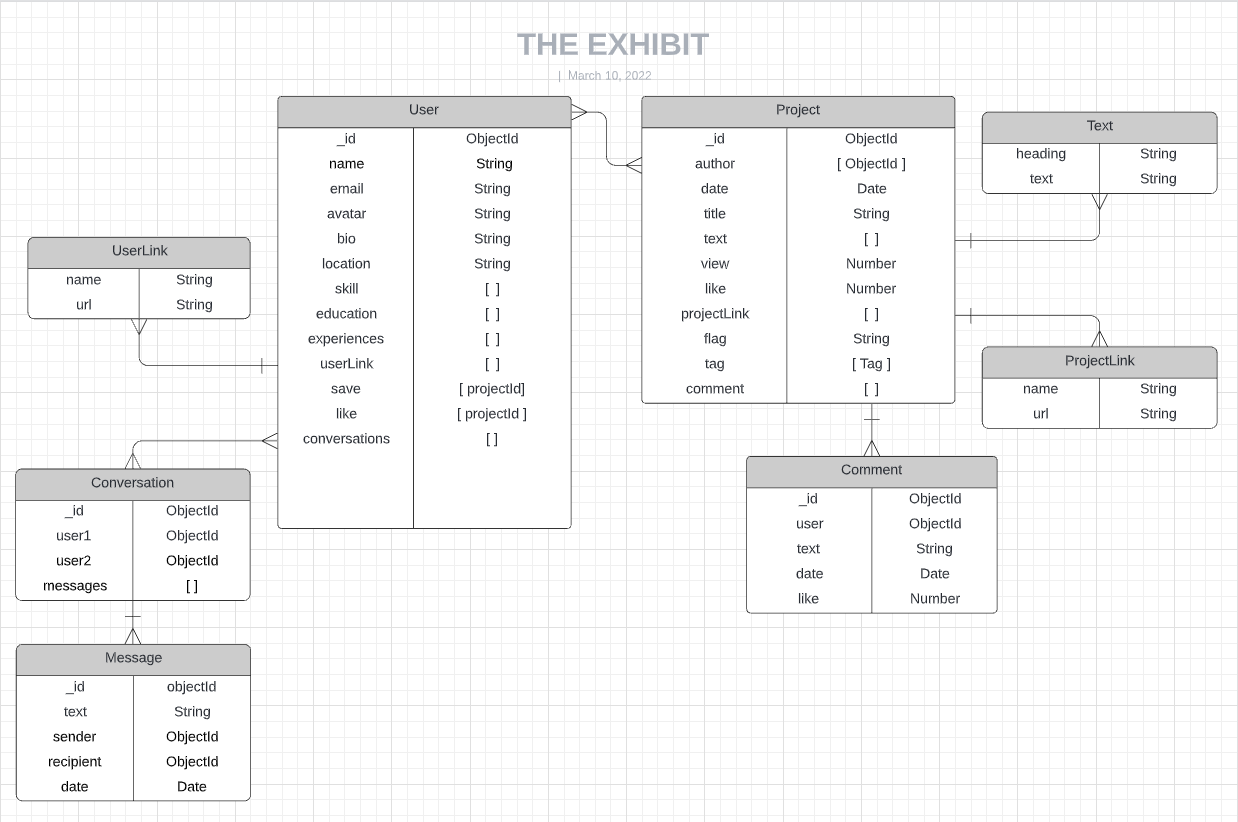 THE EXHIBIT
| March 10, 2022
User
_id ObjectId
name String
email String
avatar String
bio String
location String
skill [ ]
education [ ]
experiences [ ]
userLink [ ]
save [ projectId]
like [ projectId ]
conversations [ ]
Project
_id ObjectId
author [ ObjectId ]
date Date
title String
text [ ]
view Number
like Number
projectLink [ ]
flag String
tag [ Tag ]
comment [ ]
Text
heading String
text String
UserLink
name String
url String
ProjectLink
name String
url String
Conversation
_id ObjectId
user1 ObjectId
user2 ObjectId
messages [ ]
Comment
_id ObjectId
user ObjectId
text String
date Date
like Number
Message
_id objectId
text String
sender ObjectId
recipient ObjectId
date Date